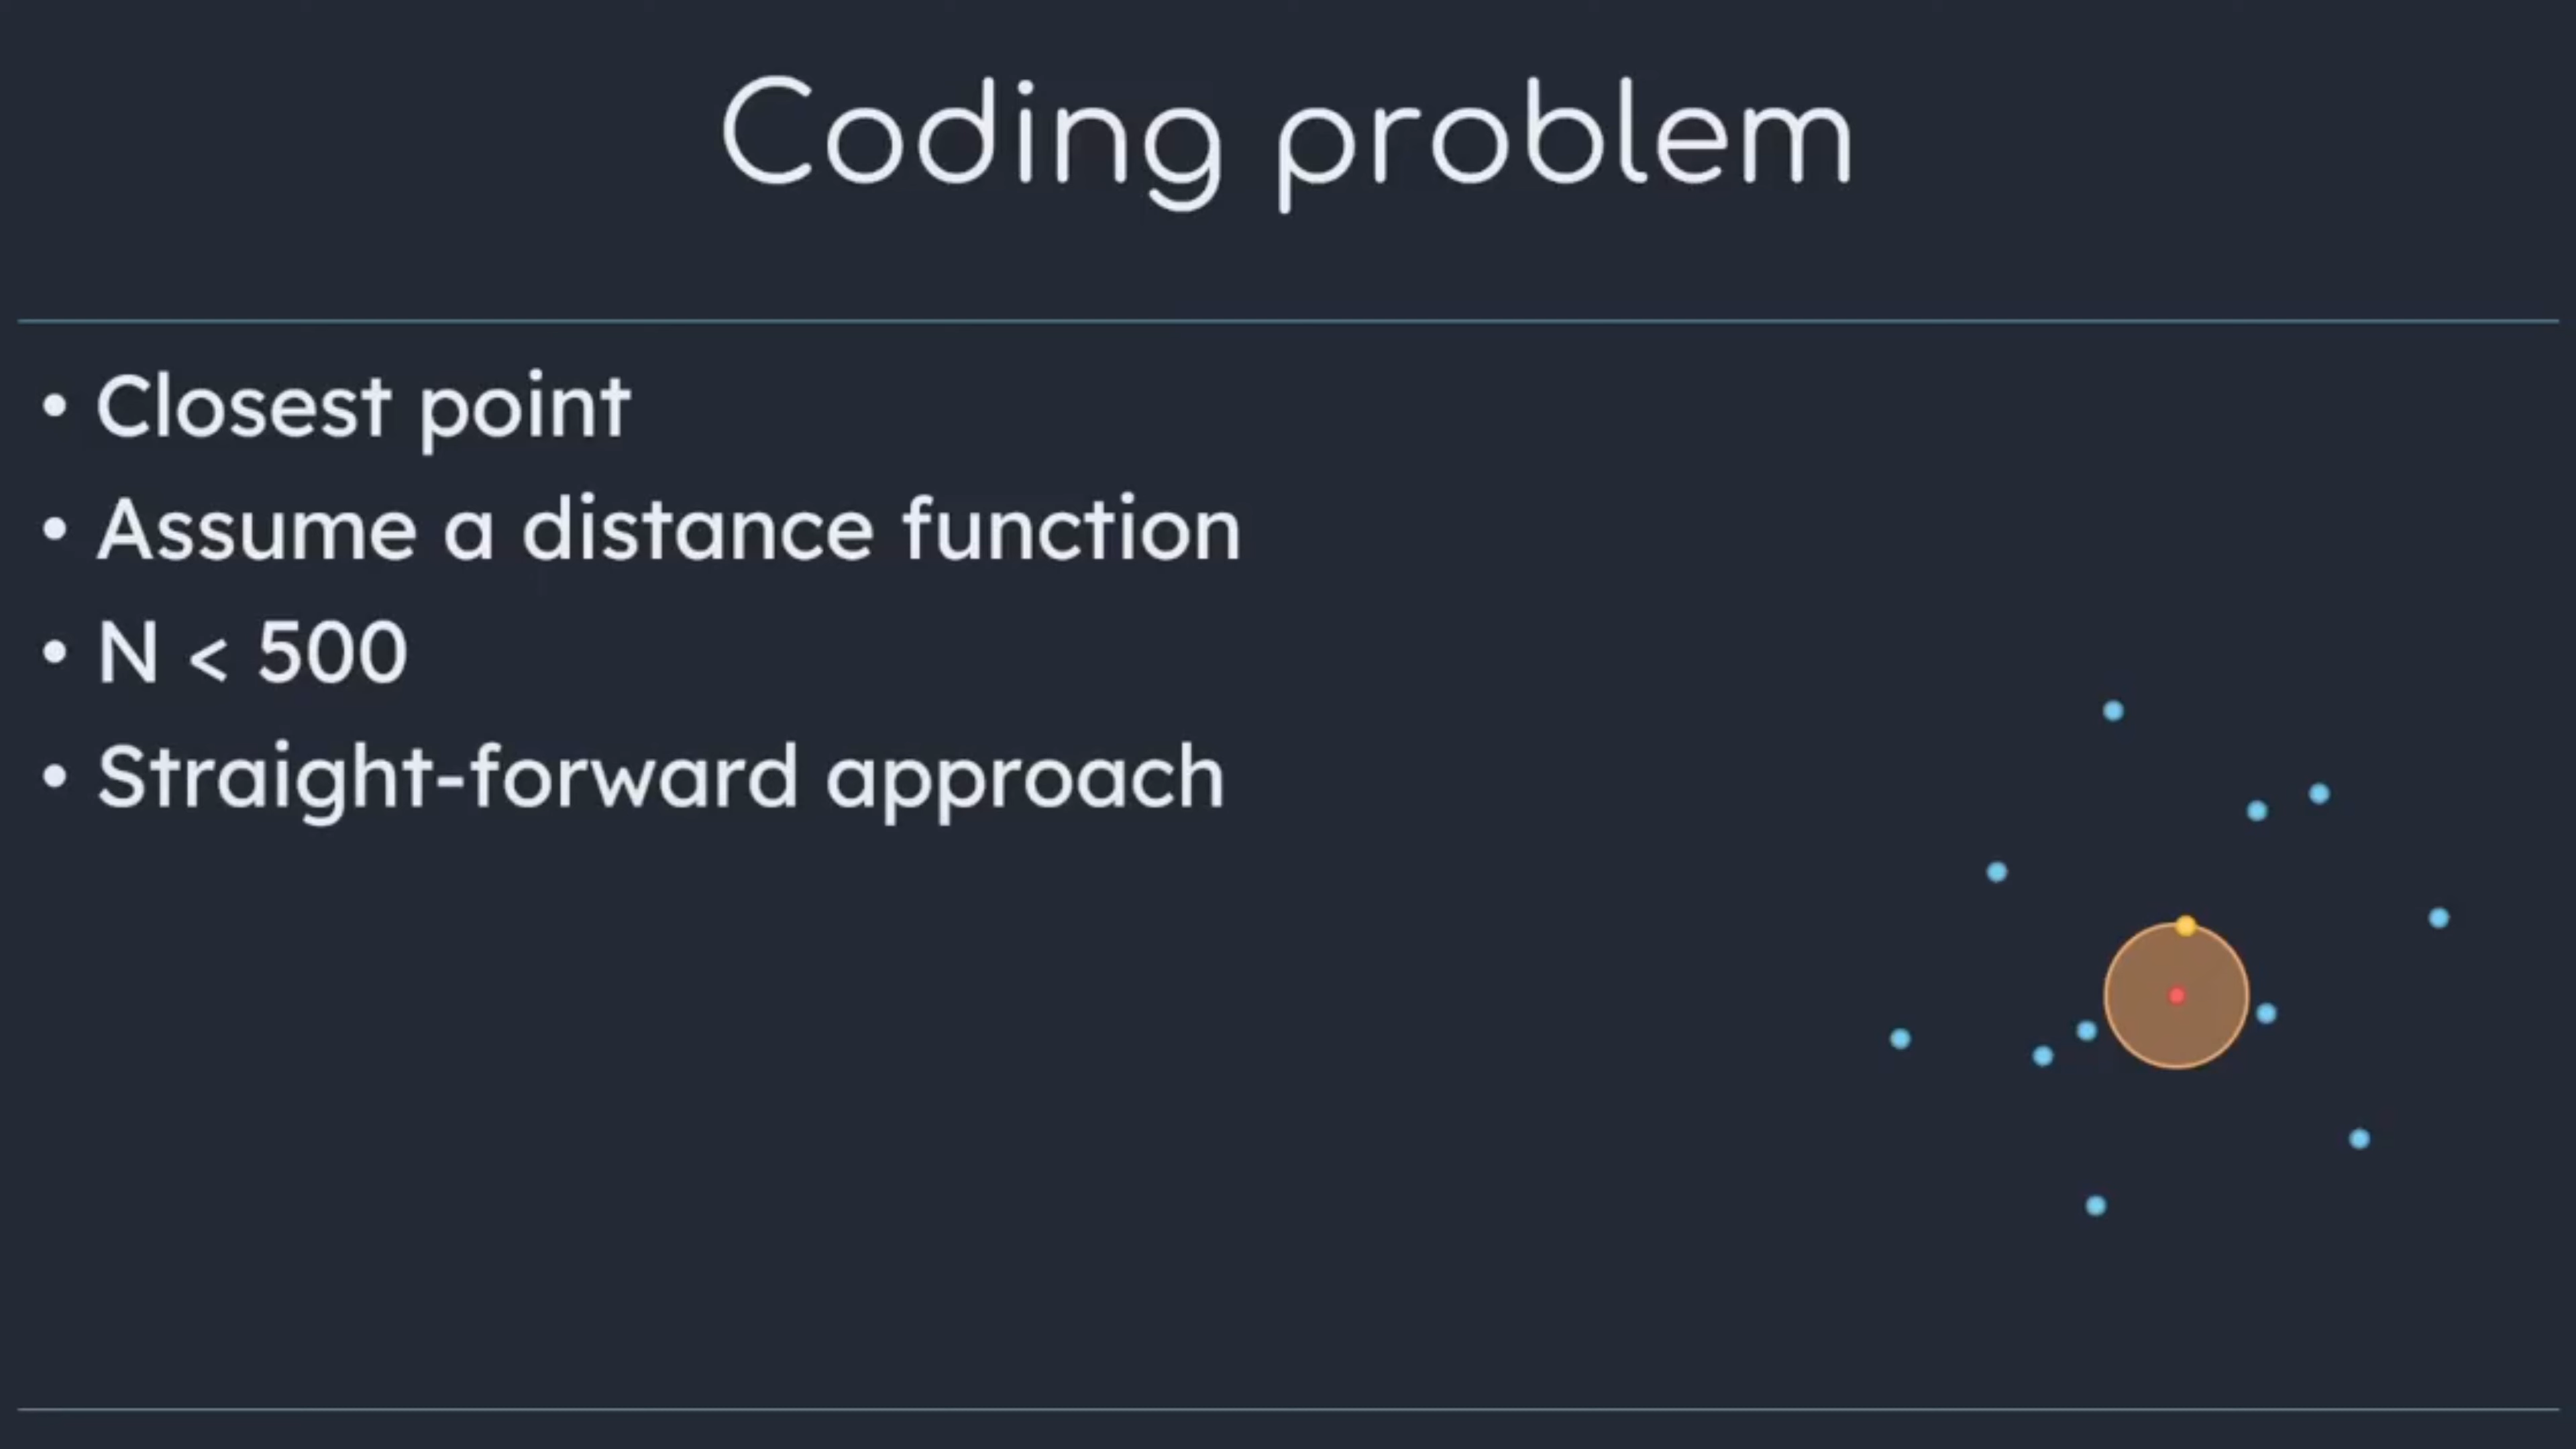 Coding problem
• Closest point
• Assume a distance function
• N < 500
• Straight-forward approach